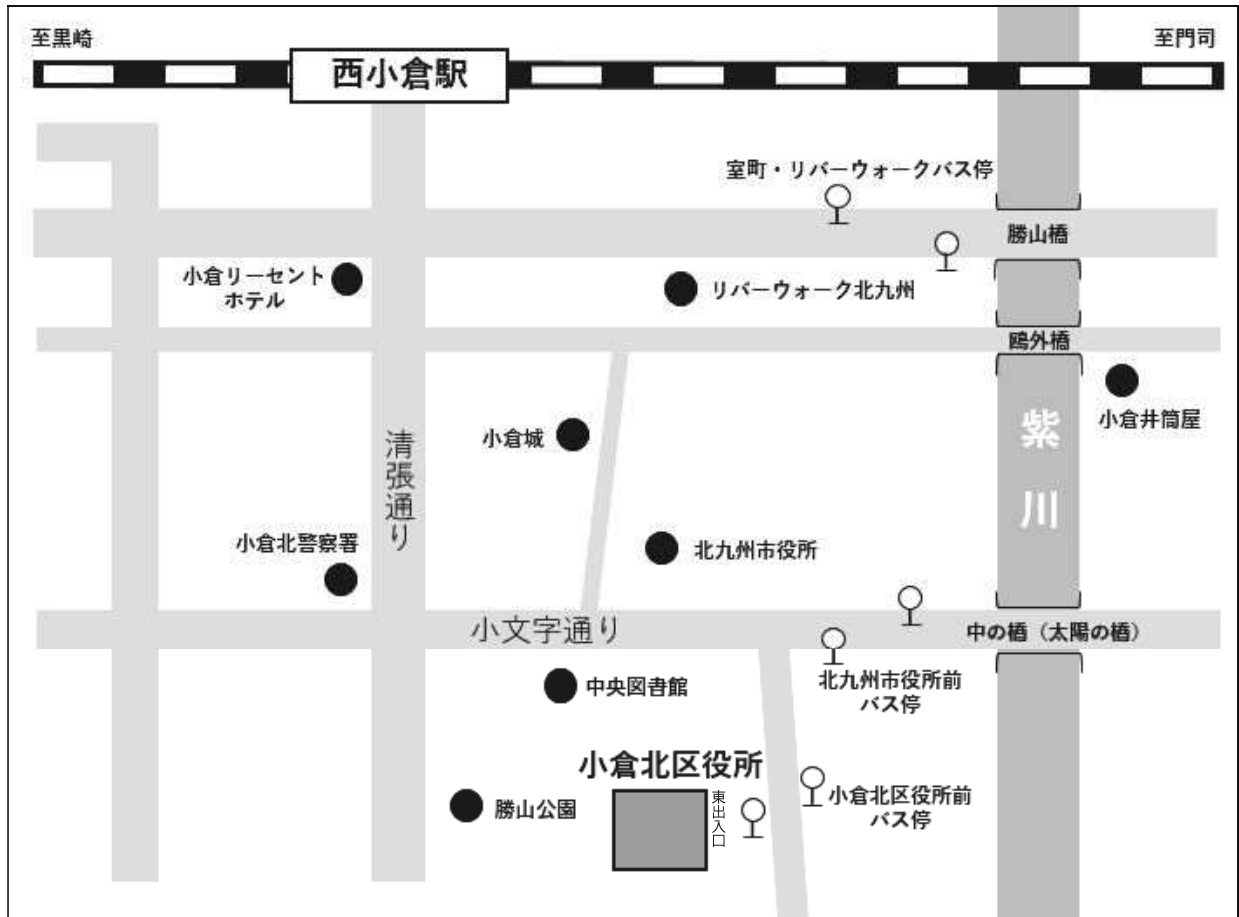 至黒崎
至門司
西小倉駅
室町・リバーウォークバス停
勝山橋
小倉リーセント
ホテル
リバーウォーク北九州
鴎外橋
小倉井筒屋
紫川
小倉城
清張通り
小倉北警察署
北九州市役所
小文字通り
中の橋（太陽の橋）
中央図書館
北九州市役所前
バス停
小倉北区役所
東出入口
小倉北区役所前
バス停
勝山公園